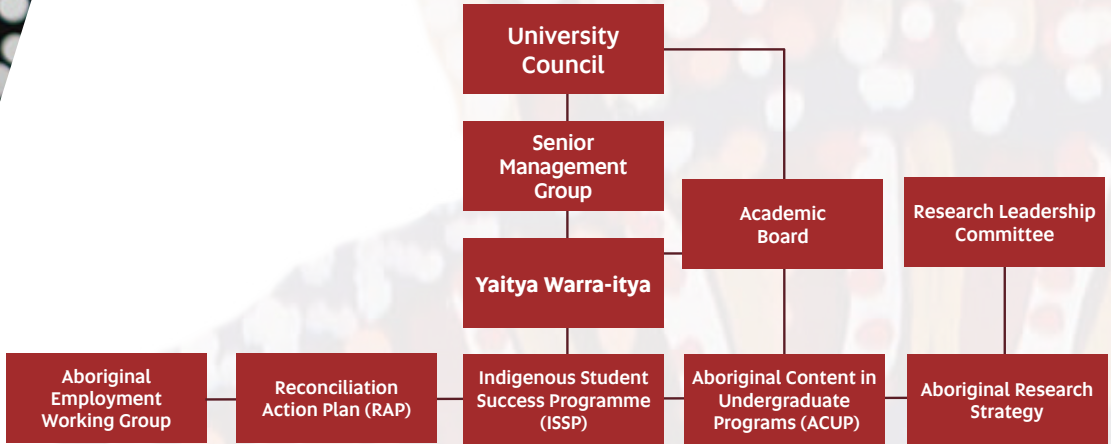 University
Council
Senior
Management
Group
Academic
Board
Research Leadership
Committee
Yaitya Warra-itya
Aboriginal
Employment
Working Group
Reconciliation
Action Plan (RAP)
Indigenous Student
Success Programme
(ISSP)
Aboriginal Content in
Undergraduate
Programs (ACUP)
Aboriginal Research
Strategy